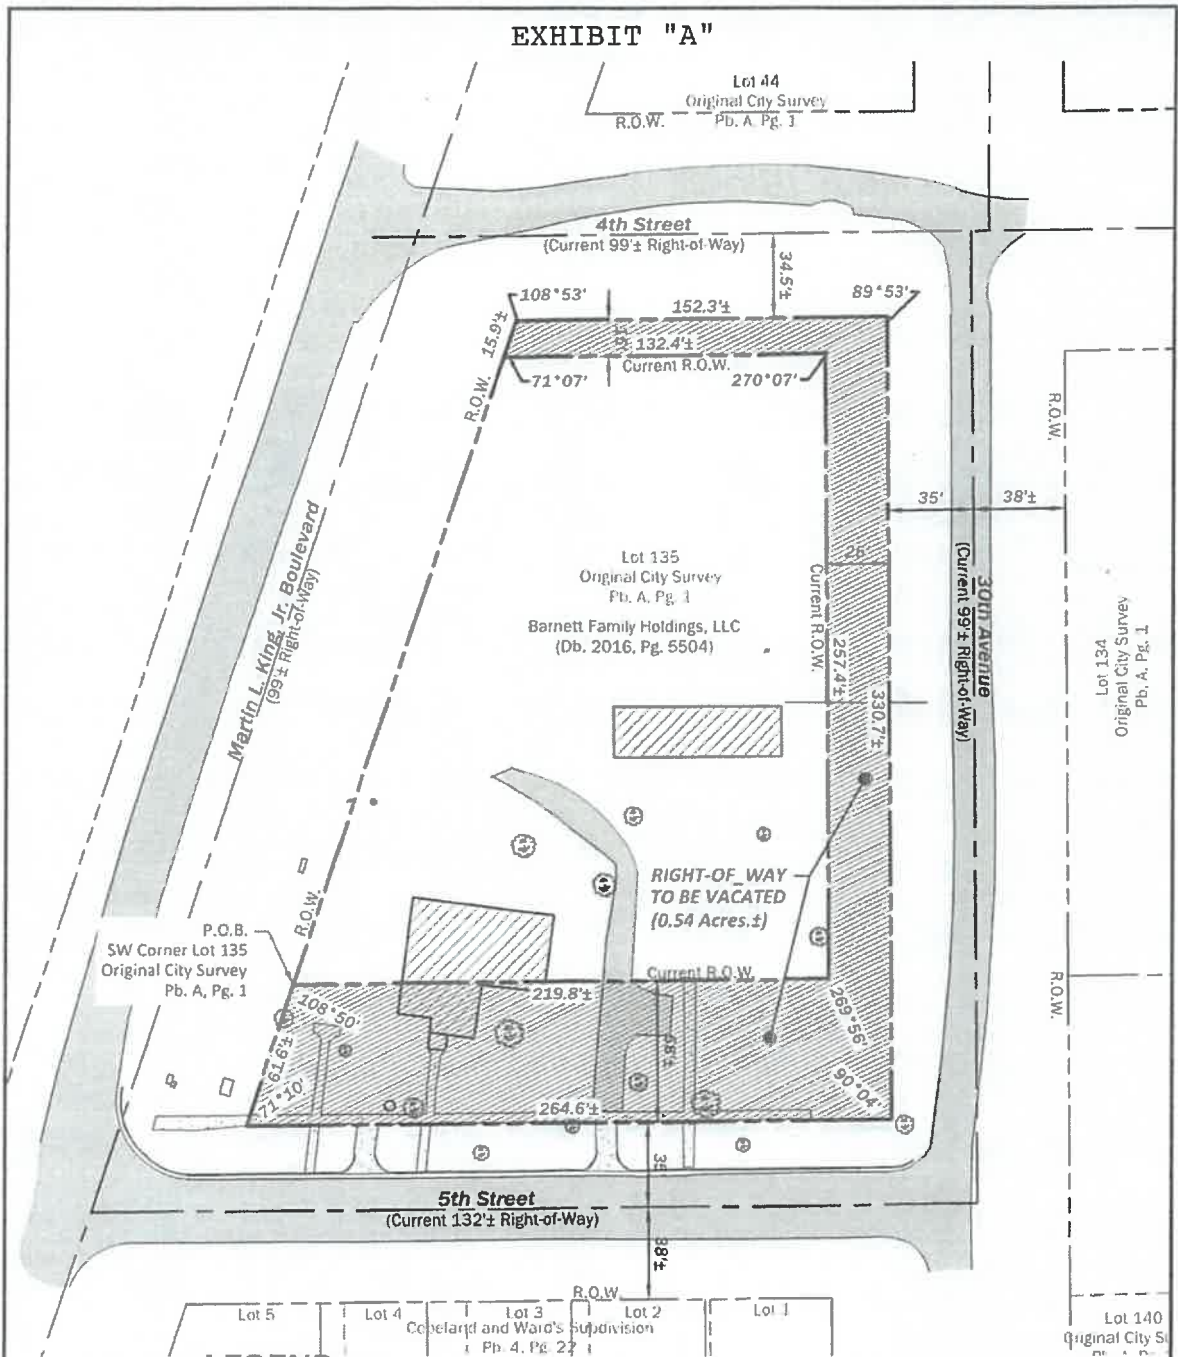 EXHIBIT "A"
Lot 44
Original City Survey
Pb. A, Pg. 1
R.O.W.
4th Street
(Current 99'± Right-of-Way)
34.5'±
108°53'
152.3'±
89°53'
15.9'±
132.4'±
Current R.O.W.
71°07'
270°07'
R.O.W.
R.O.W.
35'
38'±
Martin L. King, Jr. Boulevard
(99'± Right-of-Way)
Lot 135
Original City Survey
Pb. A, Pg. 1
Barnett Family Holdings, LLC
(Db. 2016, Pg. 5504)
Current R.O.W.
257.4'±
330.7'±
30th Avenue
(Current 99'± Right-of-Way)
Lot 134
Original City Survey
Pb. A, Pg. 1
RIGHT-OF_WAY
TO BE VACATED
(0.54 Acres.±)
R.O.W.
P.O.B.
SW Corner Lot 135
Original City Survey
Pb. A, Pg. 1
Current R.O.W.
R.O.W.
219.8'±
108°50'
269°56'
61.6'±
71°10'
58'±
90°04'
264.6'±
35'
5th Street
(Current 132'± Right-of-Way)
38'±
R.O.W.
Lot 5
Lot 4
Lot 3
Lot 2
Lot 1
Copeland and Ward's Subdivision
Pb. 4, Pg. 27
Lot 140
Original City
LEGEND